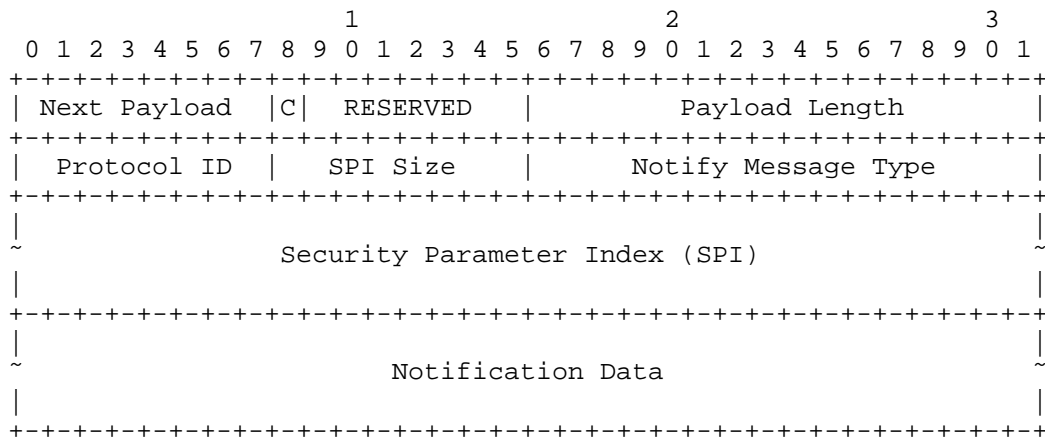 1                   2                   3
 0 1 2 3 4 5 6 7 8 9 0 1 2 3 4 5 6 7 8 9 0 1 2 3 4 5 6 7 8 9 0 1
+-+-+-+-+-+-+-+-+-+-+-+-+-+-+-+-+-+-+-+-+-+-+-+-+-+-+-+-+-+-+-+-+
| Next Payload  |C|  RESERVED   |         Payload Length        |
+-+-+-+-+-+-+-+-+-+-+-+-+-+-+-+-+-+-+-+-+-+-+-+-+-+-+-+-+-+-+-+-+
|  Protocol ID  |   SPI Size    |      Notify Message Type      |
+-+-+-+-+-+-+-+-+-+-+-+-+-+-+-+-+-+-+-+-+-+-+-+-+-+-+-+-+-+-+-+-+
|                                                               |
~                Security Parameter Index (SPI)                 ~
|                                                               |
+-+-+-+-+-+-+-+-+-+-+-+-+-+-+-+-+-+-+-+-+-+-+-+-+-+-+-+-+-+-+-+-+
|                                                               |
~                       Notification Data                       ~
|                                                               |
+-+-+-+-+-+-+-+-+-+-+-+-+-+-+-+-+-+-+-+-+-+-+-+-+-+-+-+-+-+-+-+-+